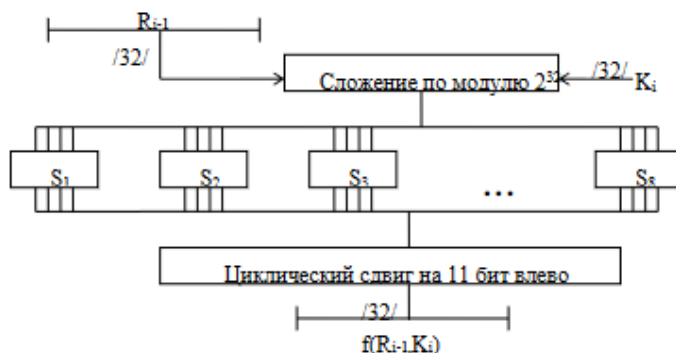 Rᵢ₋₁
/32/
Сложение по модулю 2³²
/32/
Kᵢ
S₁ S₂ S₃ ... S₈
Циклический сдвиг на 11 бит влево
/32/
f(Rᵢ₋₁,Kᵢ)